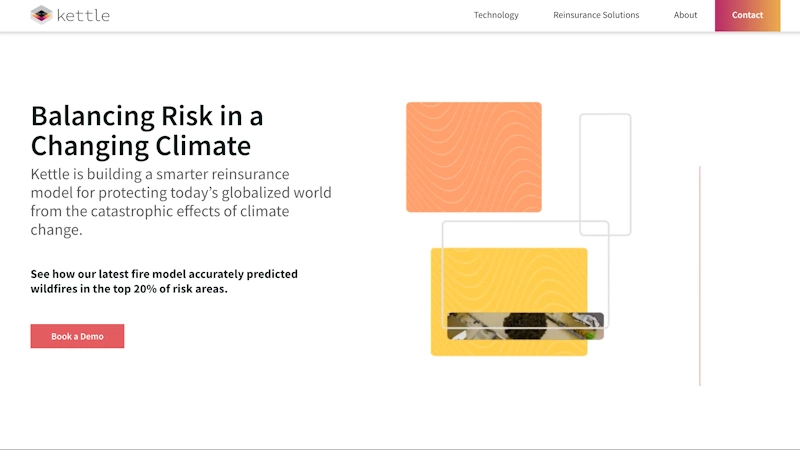 kettle
Technology
Reinsurance Solutions
About
Contact
Balancing Risk in a
Changing Climate
Kettle is building a smarter reinsurance
model for protecting today’s globalized world
from the catastrophic effects of climate
change.
See how our latest fire model accurately predicted
wildfires in the top 20% of risk areas.
Book a Demo